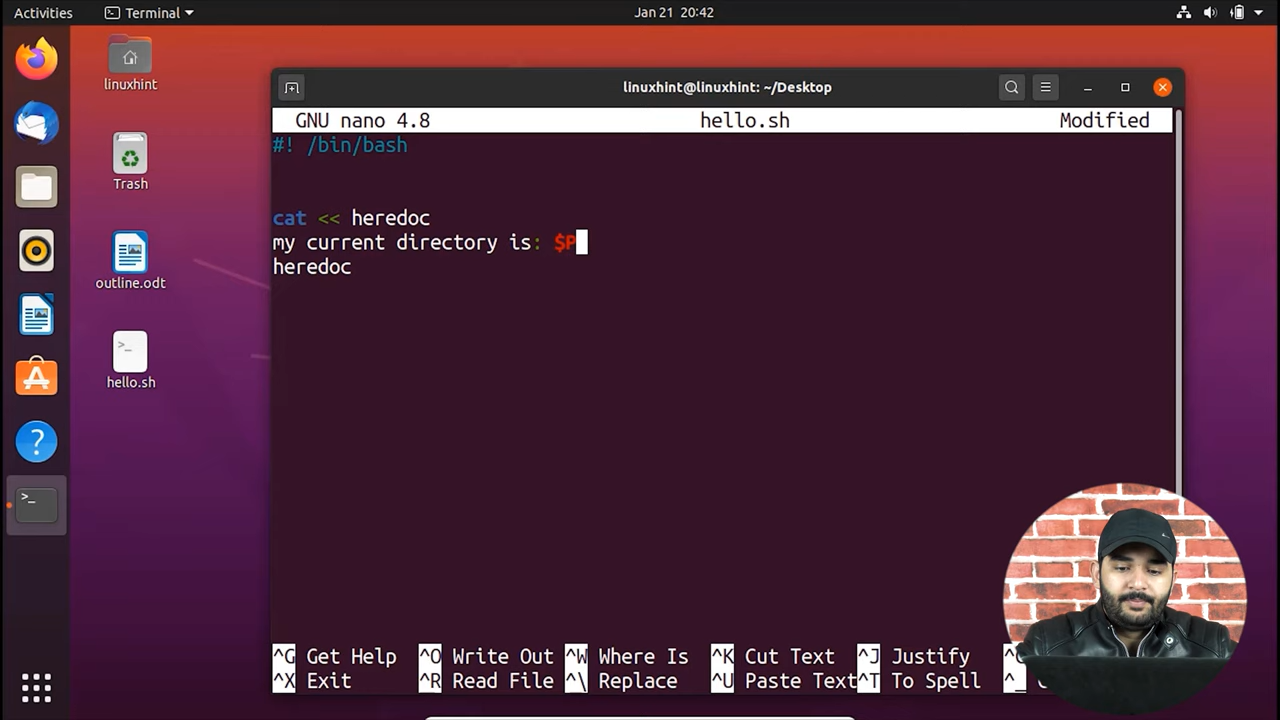 Activities
Terminal
Jan 21 20:42
linuxhint
Trash
outline.odt
hello.sh
linuxhint@linuxhint: ~/Desktop
GNU nano 4.8 hello.sh Modified
#! /bin/bash
cat << heredoc
my current directory is: $P
heredoc
^G Get Help ^O Write Out ^W Where Is ^K Cut Text ^J Justify
^X Exit ^R Read File ^\ Replace ^U Paste Text ^T To Spell ^_